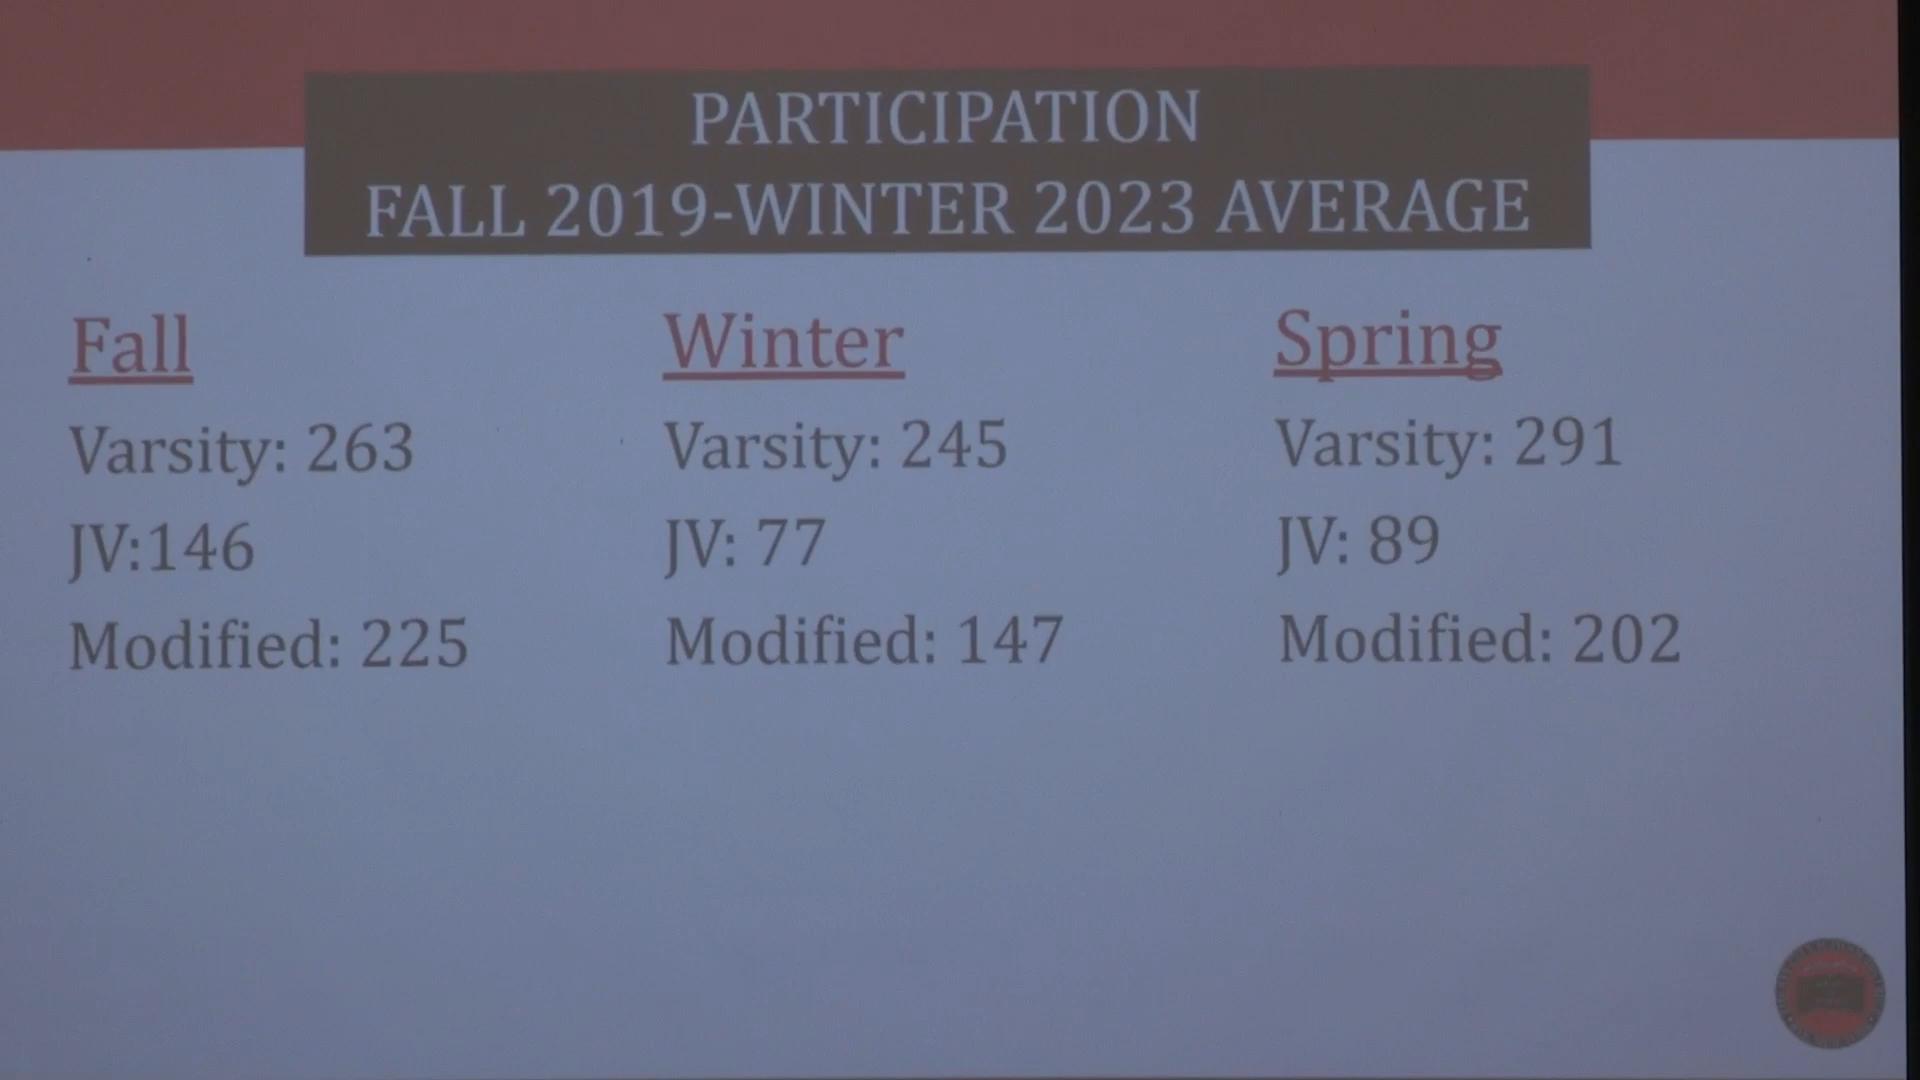 PARTICIPATION
FALL 2019-WINTER 2023 AVERAGE
Fall
Varsity: 263
JV:146
Modified: 225
Winter
Varsity: 245
JV: 77
Modified: 147
Spring
Varsity: 291
JV: 89
Modified: 202